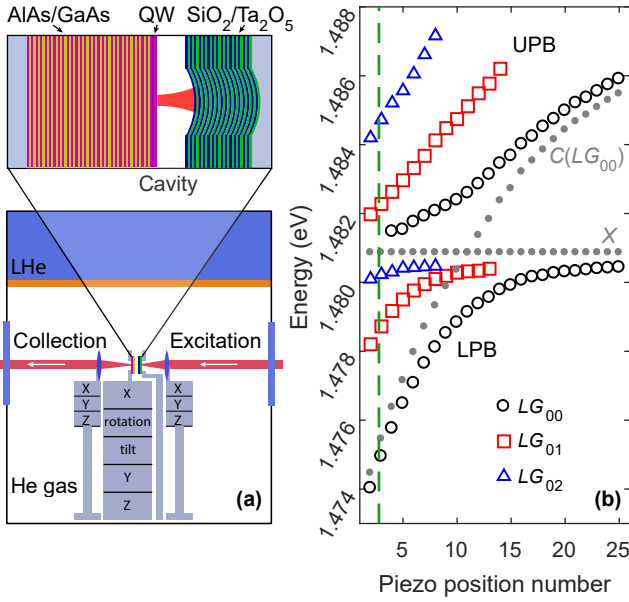 AlAs/GaAs QW SiO2/Ta2O5
Cavity
LHe
Collection Excitation
X
Y
Z
X
rotation
tilt
Y
Z
X
Y
Z
He gas
(a)
Energy (eV)
1.488
1.486
1.484
1.482
1.480
1.478
1.476
1.474
UPB
C(LG00)
X
LPB
LG00
LG01
LG02
(b)
5 10 15 20 25
Piezo position number